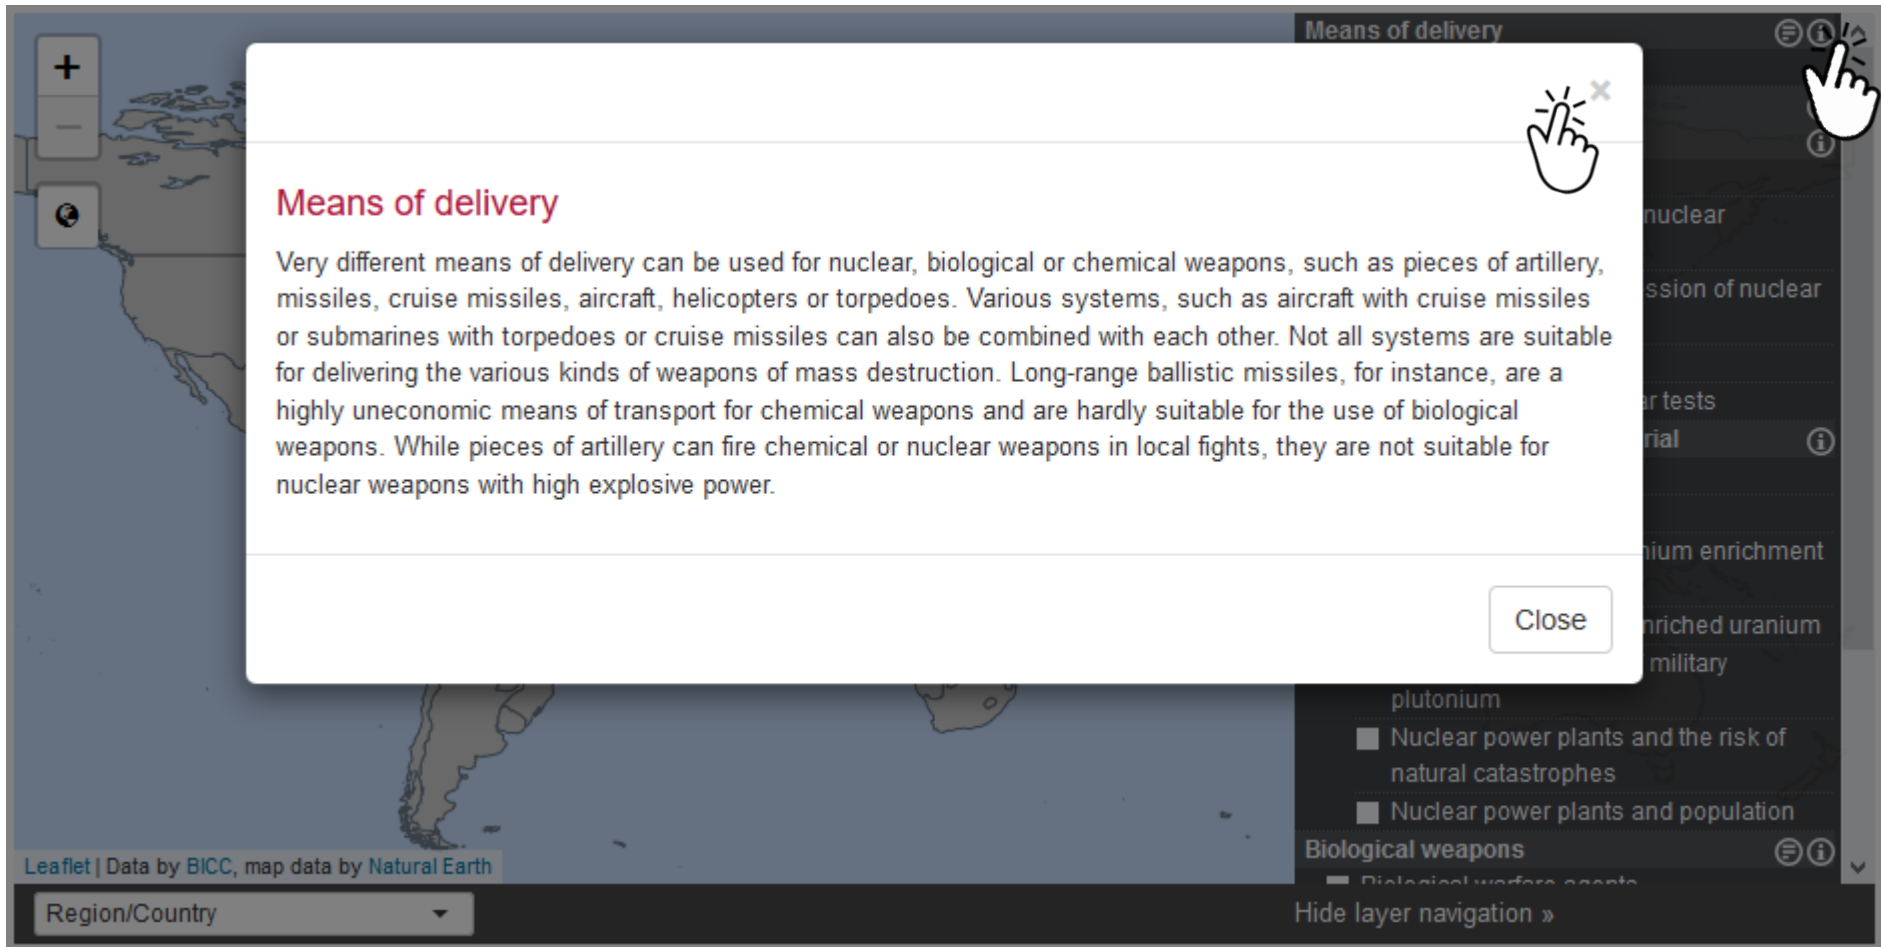 Means of delivery
+
−
×
Means of delivery
Very different means of delivery can be used for nuclear, biological or chemical weapons, such as pieces of artillery,
missiles, cruise missiles, aircraft, helicopters or torpedoes. Various systems, such as aircraft with cruise missiles
or submarines with torpedoes or cruise missiles can also be combined with each other. Not all systems are suitable
for delivering the various kinds of weapons of mass destruction. Long-range ballistic missiles, for instance, are a
highly uneconomic means of transport for chemical weapons and are hardly suitable for the use of biological
weapons. While pieces of artillery can fire chemical or nuclear weapons in local fights, they are not suitable for
nuclear weapons with high explosive power.
Close
nuclear
ssion of nuclear
ar tests
rial
nium enrichment
nriched uranium
military
plutonium
Nuclear power plants and the risk of
natural catastrophes
Nuclear power plants and population
Biological weapons
Biological warfare agents
Leaflet | Data by BICC, map data by Natural Earth
Region/Country
Hide layer navigation »